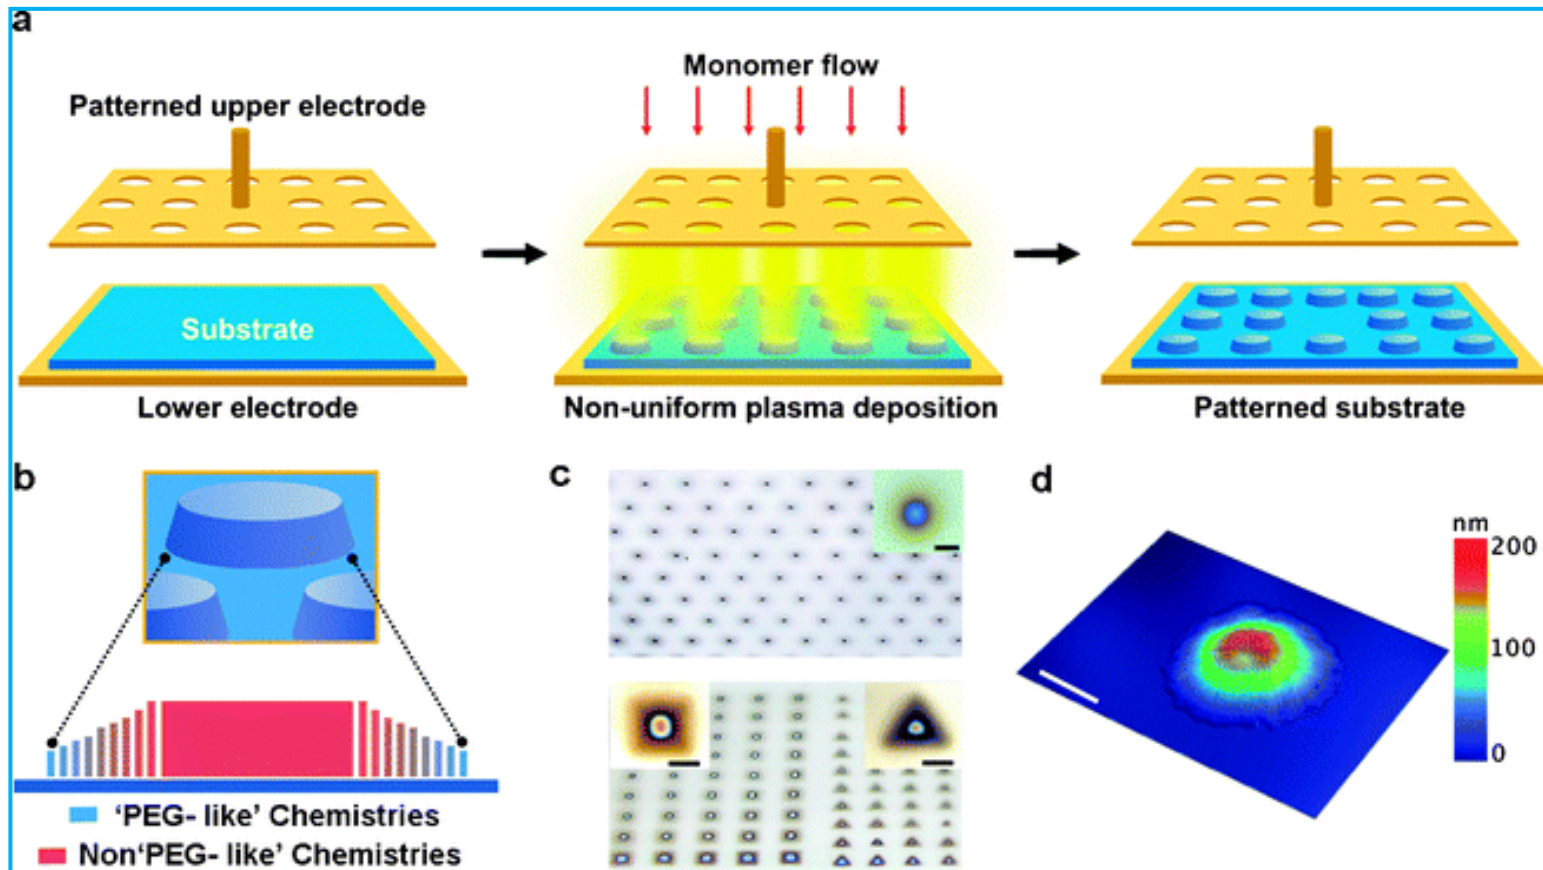 a
Monomer flow
Patterned upper electrode
Substrate
Lower electrode
Non-uniform plasma deposition
Patterned substrate
b
‘PEG- like’ Chemistries
Non‘PEG- like’ Chemistries
c
d
nm
200
100
0